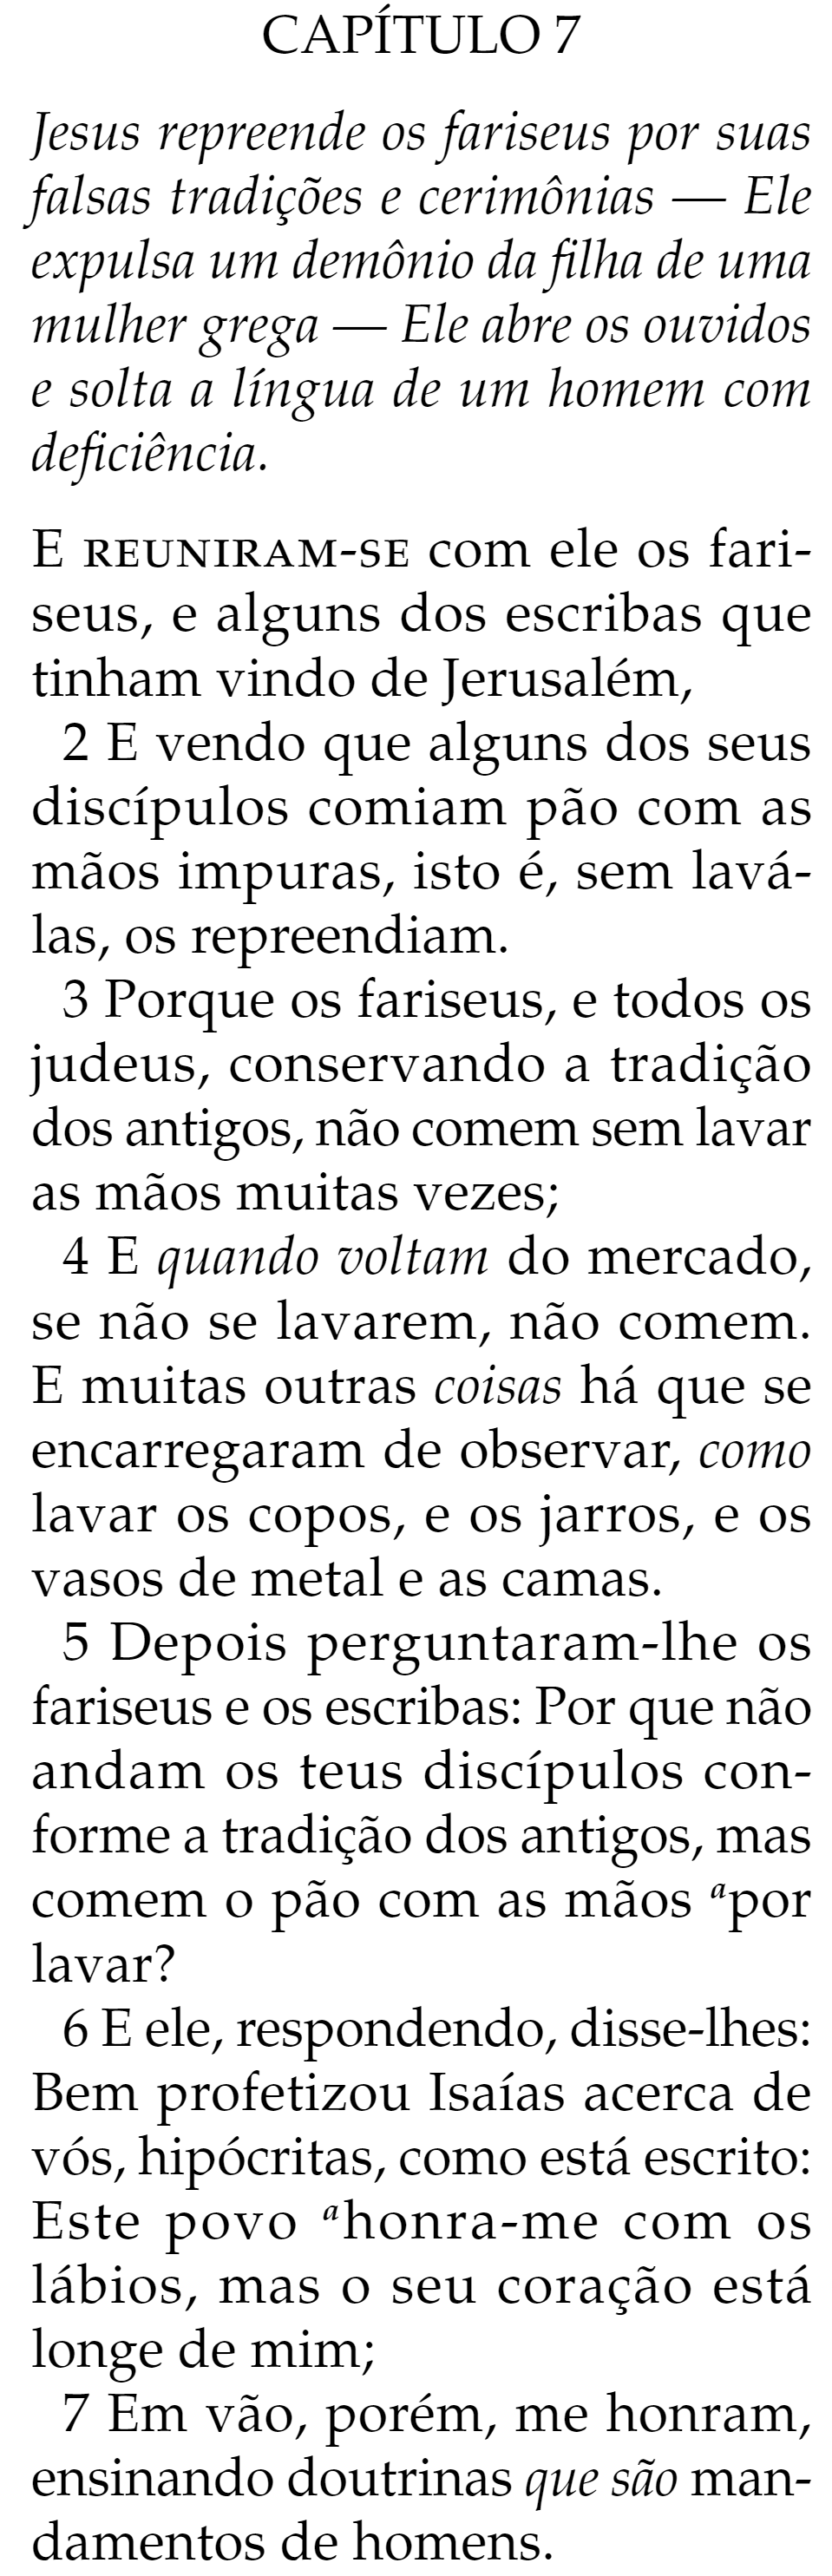 CAPÍTULO 7
Jesus repreende os fariseus por suas
falsas tradições e cerimônias — Ele
expulsa um demônio da filha de uma
mulher grega — Ele abre os ouvidos
e solta a língua de um homem com
deficiência.
E REUNIRAM-SE com ele os fari-
seus, e alguns dos escribas que
tinham vindo de Jerusalém,
2 E vendo que alguns dos seus
discípulos comiam pão com as
mãos impuras, isto é, sem lavá-
las, os repreendiam.
3 Porque os fariseus, e todos os
judeus, conservando a tradição
dos antigos, não comem sem lavar
as mãos muitas vezes;
4 E quando voltam do mercado,
se não se lavarem, não comem.
E muitas outras coisas há que se
encarregaram de observar, como
lavar os copos, e os jarros, e os
vasos de metal e as camas.
5 Depois perguntaram-lhe os
fariseus e os escribas: Por que não
andam os teus discípulos con-
forme a tradição dos antigos, mas
comem o pão com as mãos ᵃpor
lavar?
6 E ele, respondendo, disse-lhes:
Bem profetizou Isaías acerca de
vós, hipócritas, como está escrito:
Este povo ᵃhonra-me com os
lábios, mas o seu coração está
longe de mim;
7 Em vão, porém, me honram,
ensinando doutrinas que são man-
damentos de homens.